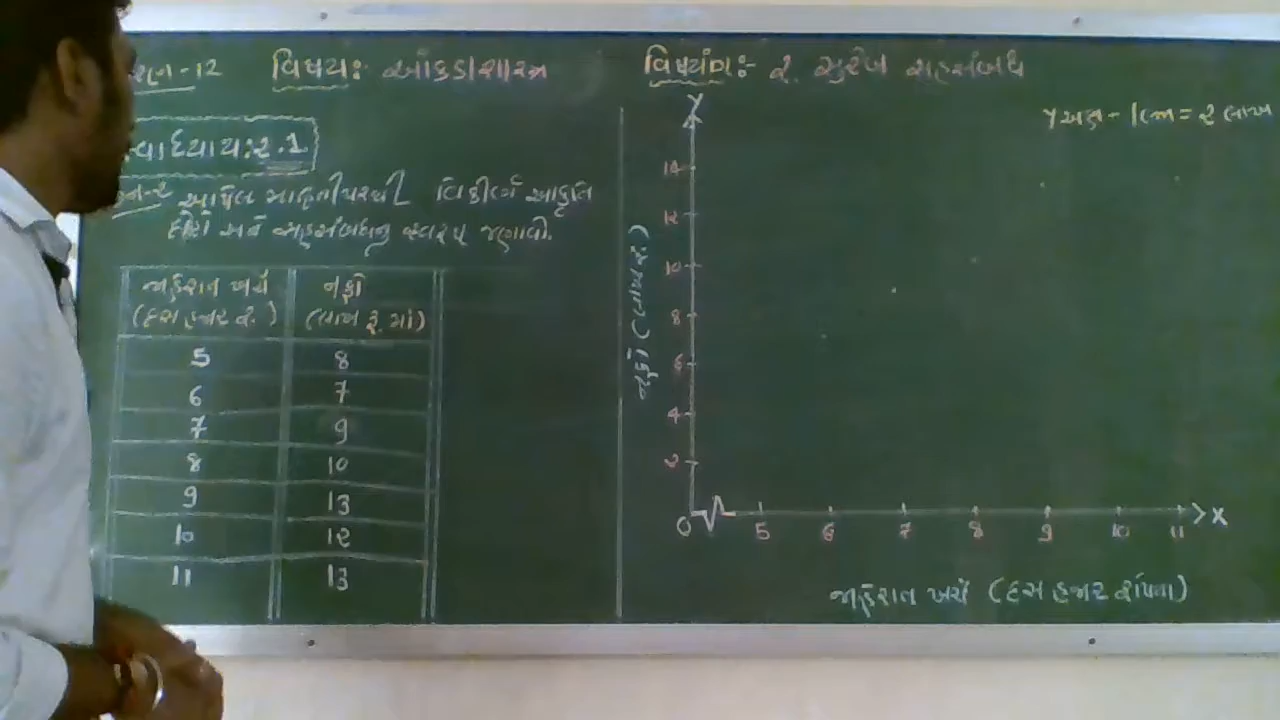 રણ-12 વિષય: આંકડાશાસ્ત્ર
વિષયાંગ:- 2. સુરેખ સહસંબંધ
Y અક્ષ - 1cm = 2 લાખ
વાધ્યાય: 2.1
આપેલ માહિતી પરથી વિકીર્ણ આકૃતિ
દોરો અને સહસંબંધનું સ્વરૂપ જણાવો.
જાહેરાત ખર્ચ નફો
(દસ હજાર રૂ.) (લાખ રૂ. માં)
5 8
6 7
7 9
8 10
9 13
10 12
11 13
Y
14
12
10
8
6
4
2
નફો (લાખ રૂ.)
0 5 6 7 8 9 10 11 X
જાહેરાત ખર્ચ (દસ હજાર રૂપિયા)